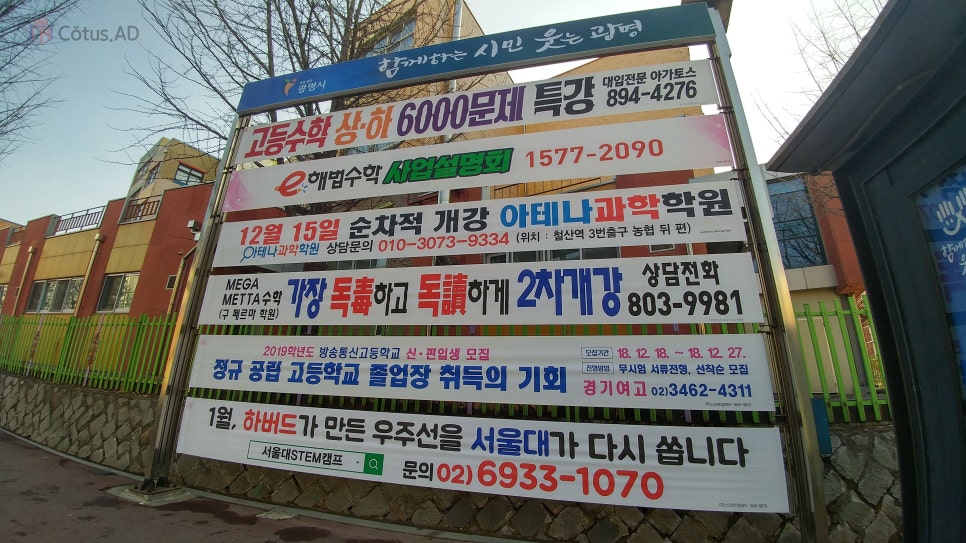 Cōtus.AD
광명시
함께하는 시민 웃는 광명
고등수학 상·하 6000문제 특강 대입전문 아가토스 894-4276
e해법수학 사업설명회 1577-2090
12월 15일 순차적 개강 아테나과학학원
아테나과학학원 상담문의 010-3073-9334 (위치 : 철산역 3번출구 농협 뒤 편)
MEGA METTA수학 (구 페르마 학원) 가장 독毒하고 독讀하게 2차개강 상담전화 803-9981
2019학년도 방송통신고등학교 신·편입생 모집
정규 공립 고등학교 졸업장 취득의 기회
모집기간 18. 12. 18. ~ 18. 12. 27.
전형방법 무시험 서류전형, 선착순 모집
경기여고 02)3462-4311
1월, 하버드가 만든 우주선을 서울대가 다시 쏩니다
서울대STEM캠프 문의 02) 6933-1070